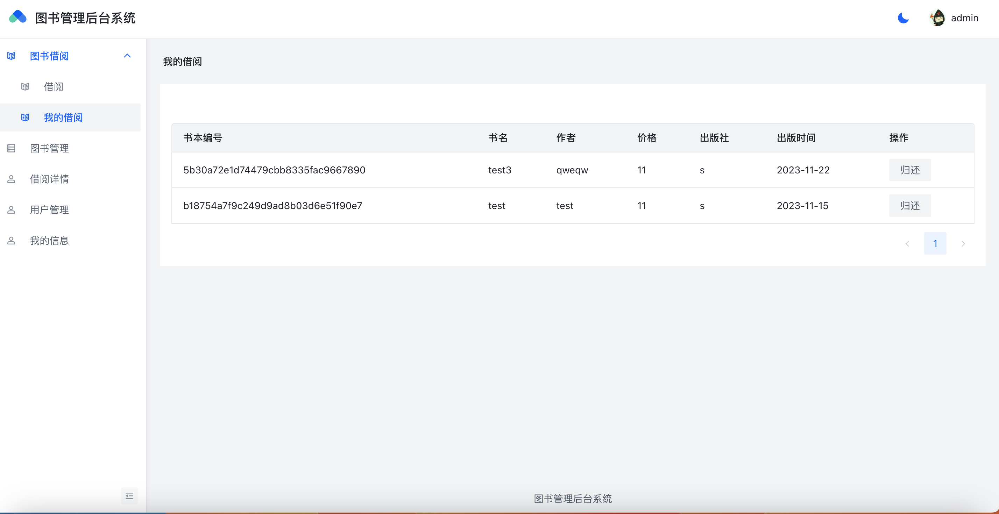 图书管理后台系统
admin
图书借阅
借阅
我的借阅
图书管理
借阅详情
用户管理
我的信息
我的借阅
书本编号 书名 作者 价格 出版社 出版时间 操作
5b30a72e1d74479cbb8335fac9667890 test3 qweqw 11 s 2023-11-22 归还
b18754a7f9c249d9ad8b03d6e51f90e7 test test 11 s 2023-11-15 归还
1
图书管理后台系统